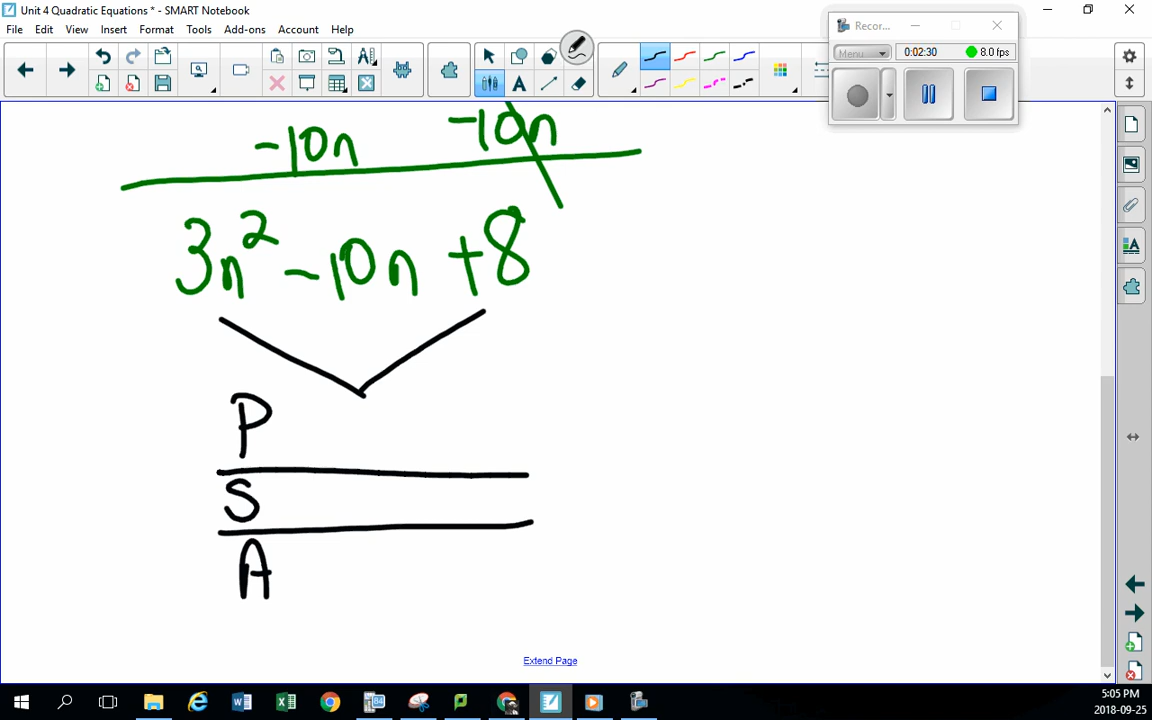 Unit 4 Quadratic Equations * - SMART Notebook
Recor...
File Edit View Insert Format Tools Add-ons Account Help
Menu
0:02:30
8.0 fps
A
-10n -10n
3n² -10n +8
P
S
A
Extend Page
5:05 PM
2018-09-25